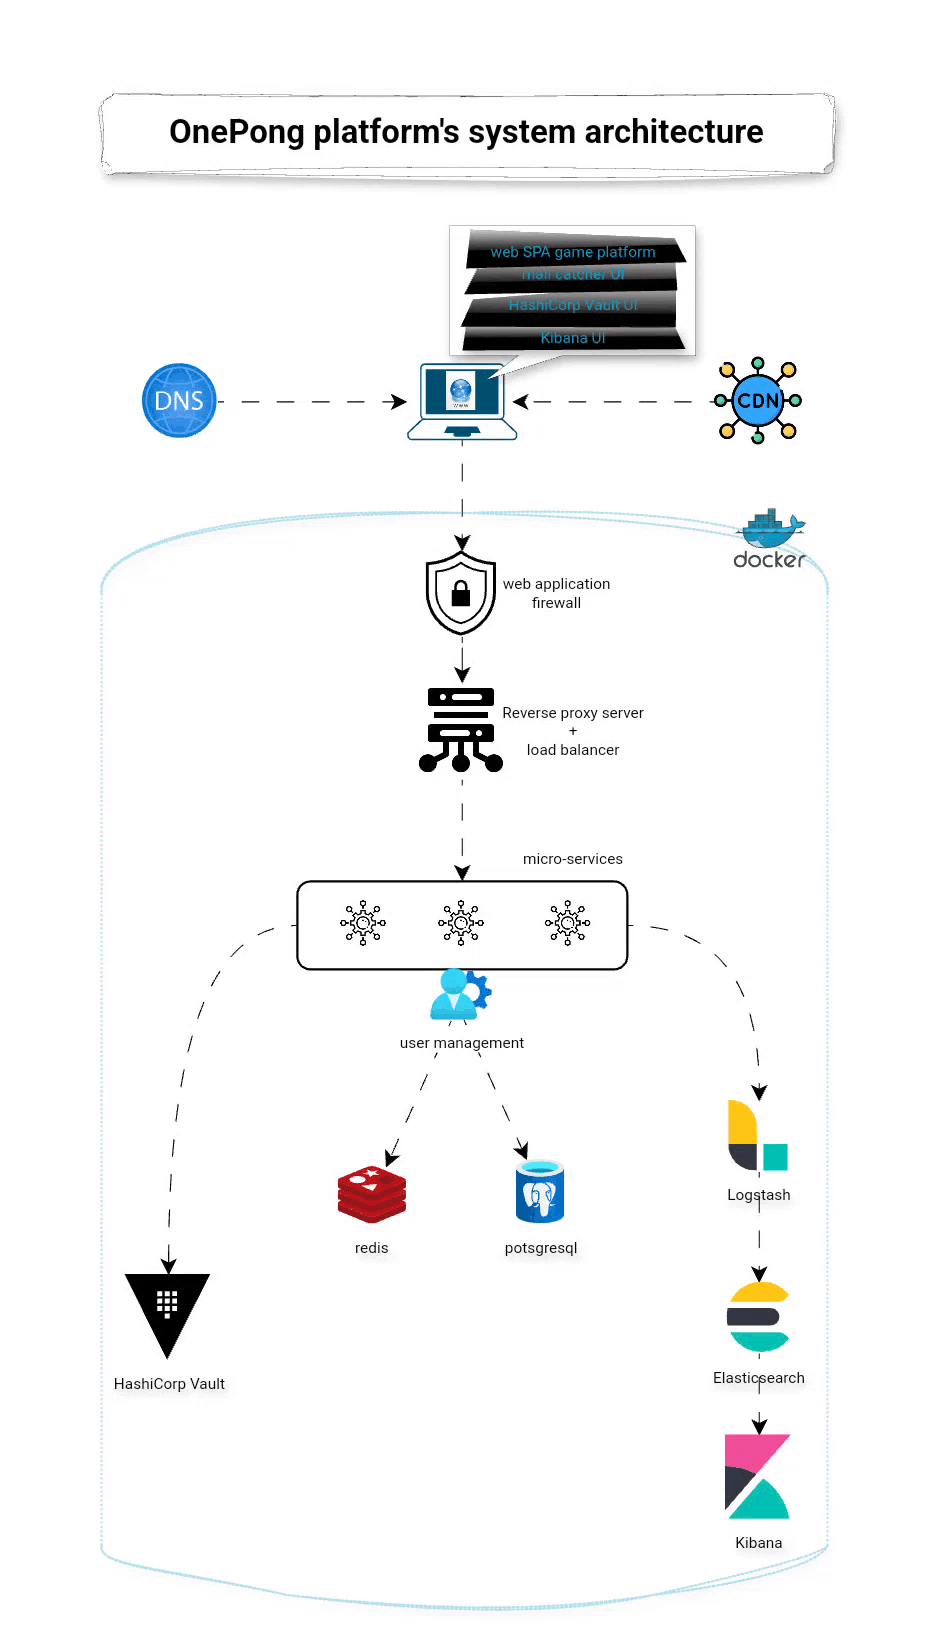 OnePong platform's system architecture
web SPA game platform
mail catcher UI
HashiCorp Vault UI
Kibana UI
DNS
www
CDN
docker
web application
firewall
Reverse proxy server
+
load balancer
micro-services
user management
redis
potsgresql
Logstash
HashiCorp Vault
Elasticsearch
Kibana